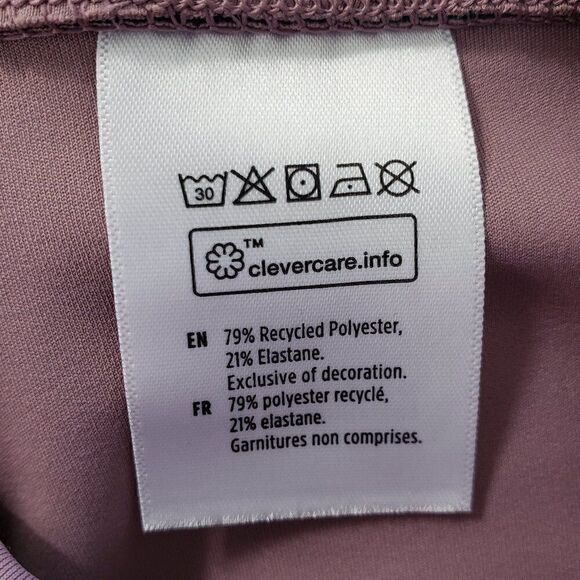 30
™
clevercare.info
EN 79% Recycled Polyester,
21% Elastane.
Exclusive of decoration.
FR 79% polyester recyclé,
21% elastane.
Garnitures non comprises.